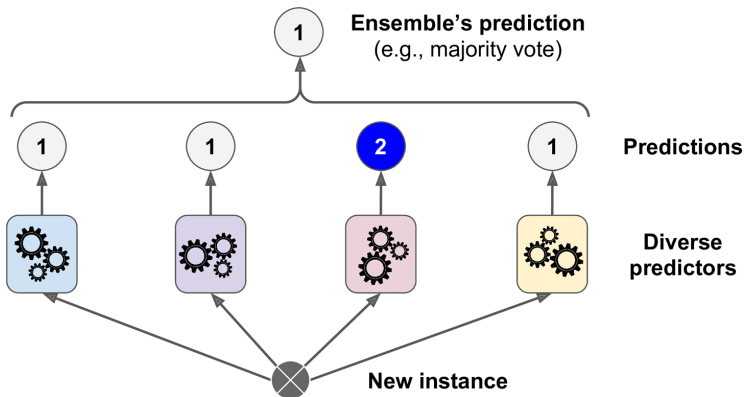 1
Ensemble’s prediction
(e.g., majority vote)
1
1
2
1
Predictions
Diverse
predictors
New instance